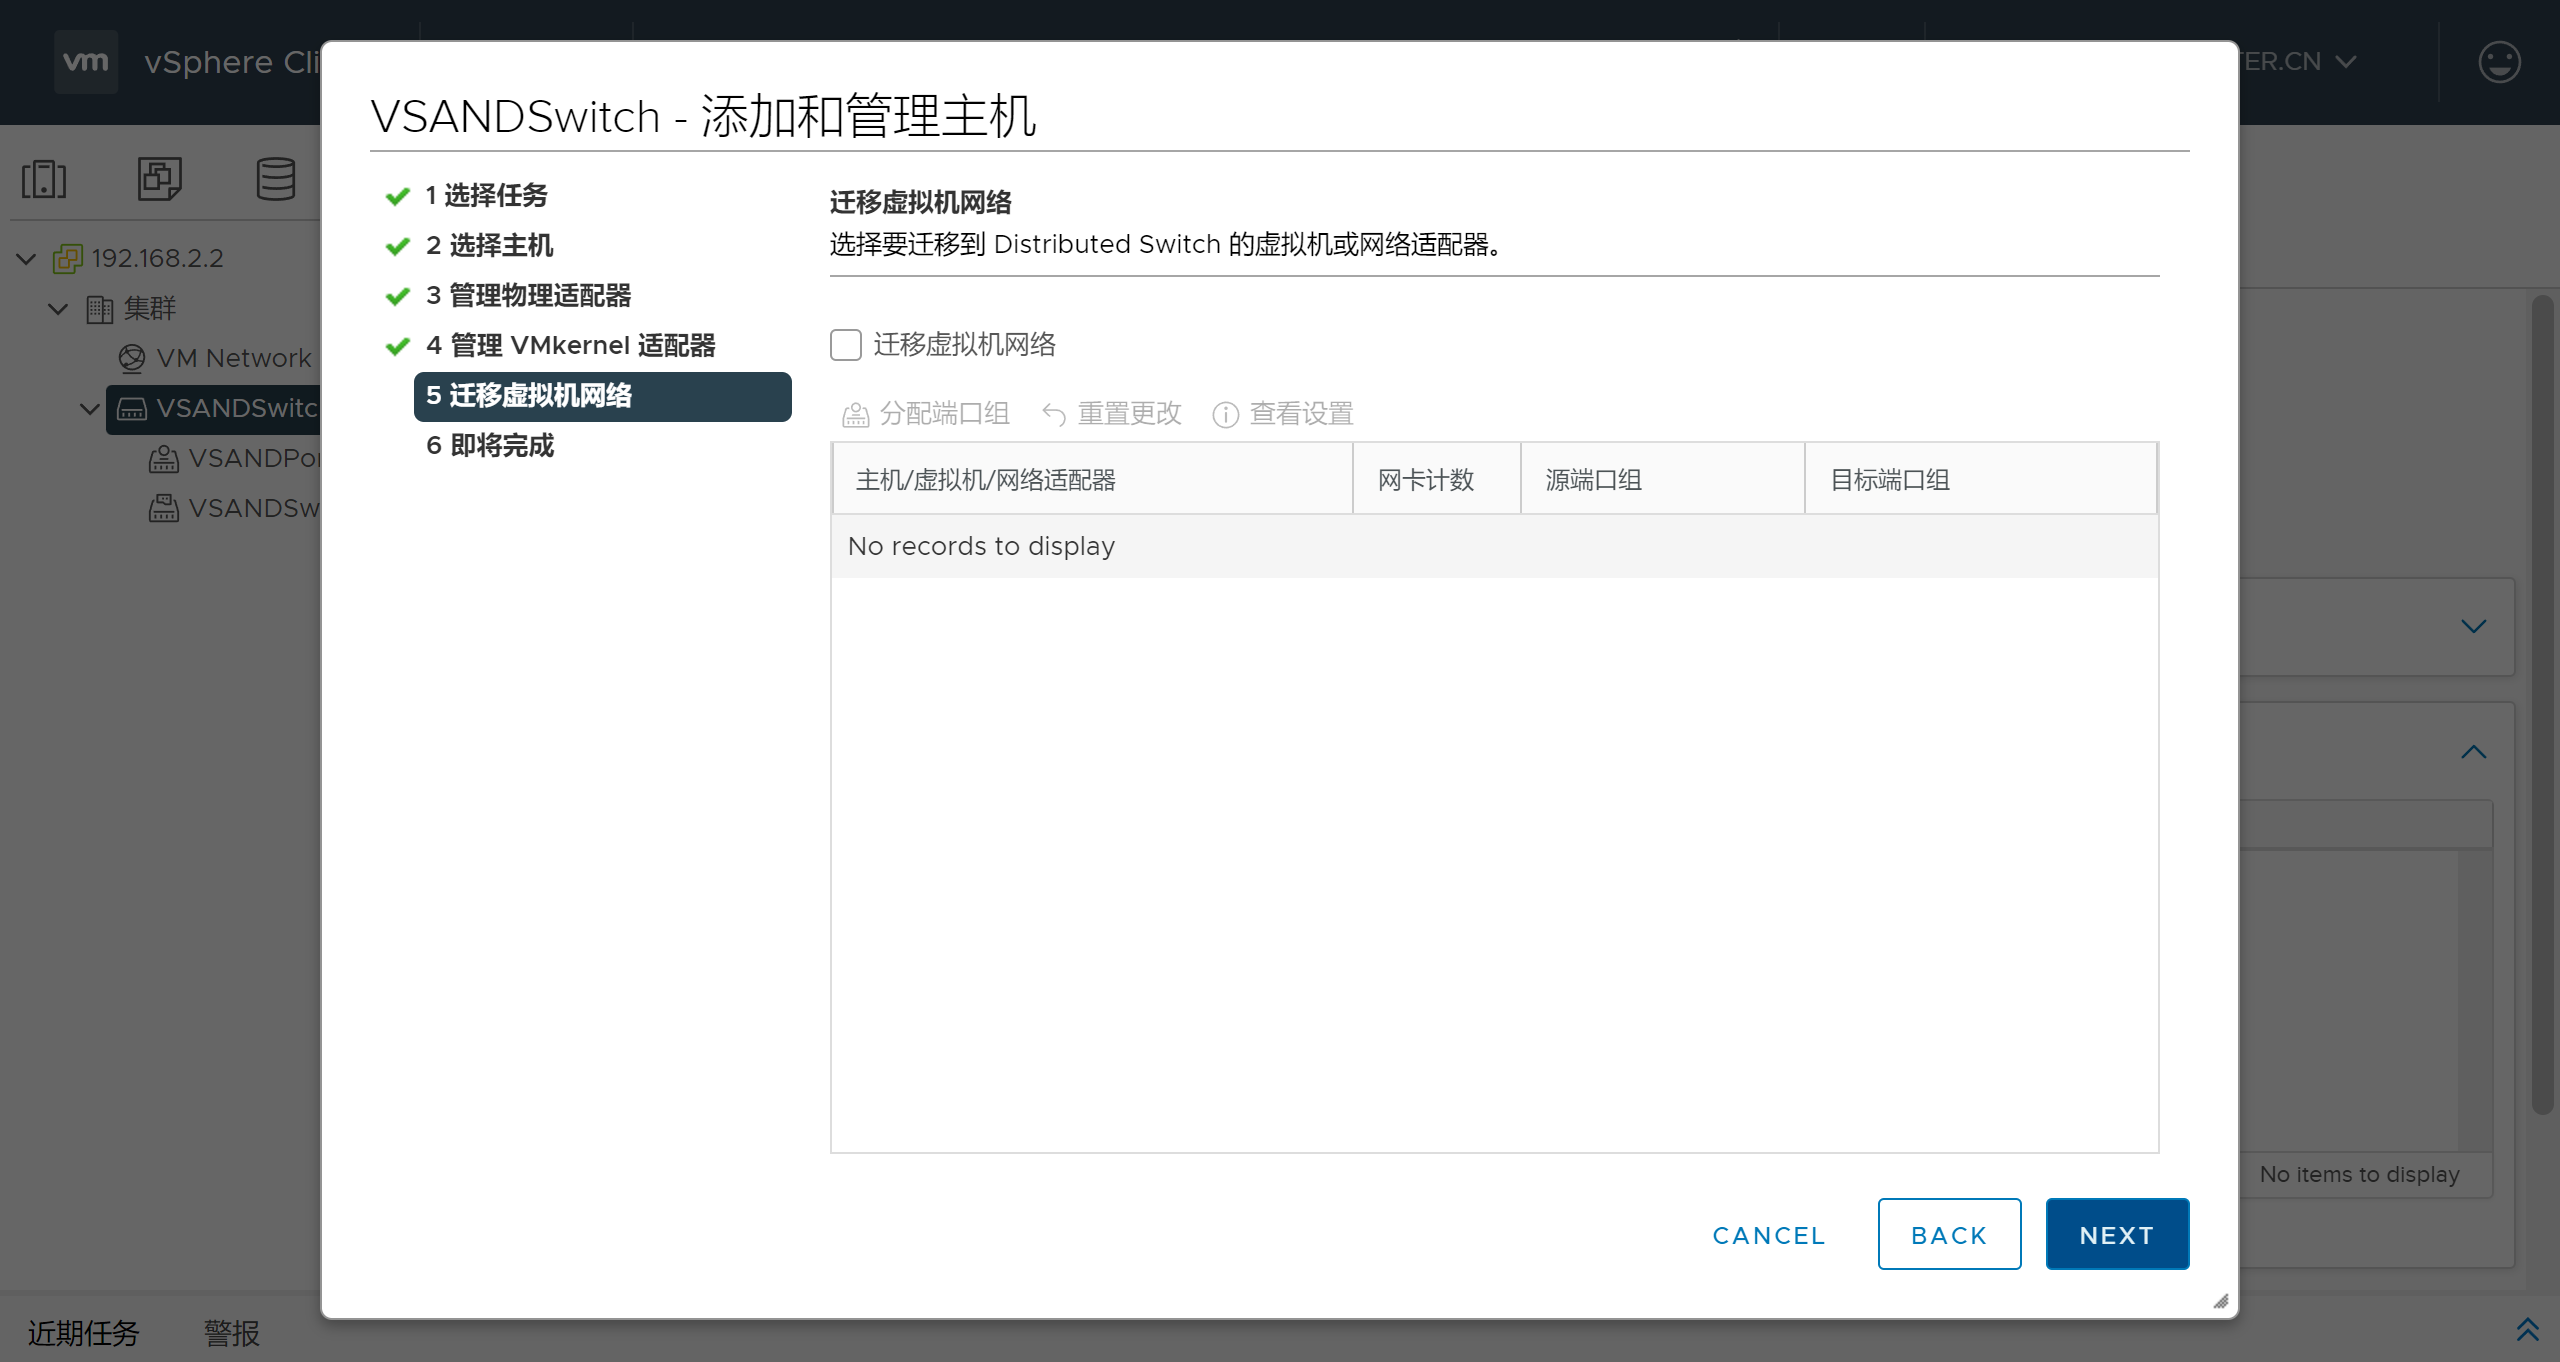 vm vSphere Cli
TER.CN
VSANDSwitch - 添加和管理主机
192.168.2.2
集群
VM Network
VSANDSwitc
VSANDPor
VSANDSw
1 选择任务
2 选择主机
3 管理物理适配器
4 管理 VMkernel 适配器
5 迁移虚拟机网络
6 即将完成
迁移虚拟机网络
选择要迁移到 Distributed Switch 的虚拟机或网络适配器。
迁移虚拟机网络
分配端口组 重置更改 查看设置
主机/虚拟机/网络适配器 网卡计数 源端口组 目标端口组
No records to display
No items to display
CANCEL BACK NEXT
近期任务 警报